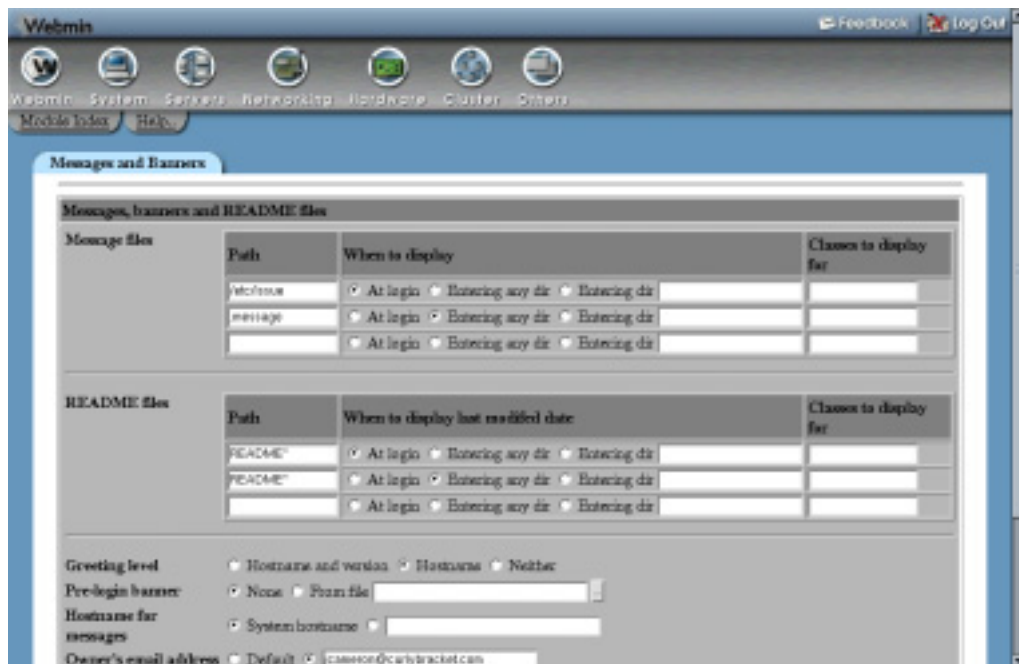 Webmin
Feedback Log Out
Webmin System Servers Networking Hardware Cluster Others
Module Index Help..
Messages and Banners
Messages, banners and README files
Message files
Path When to display Classes to display for
/etc/issue At login Entering any dir Entering dir
.message At login Entering any dir Entering dir
At login Entering any dir Entering dir
README files
Path When to display last modifed date Classes to display for
README* At login Entering any dir Entering dir
README* At login Entering any dir Entering dir
At login Entering any dir Entering dir
Greeting level Hostname and version Hostname Neither
Pre-login banner None From file
Hostname for messages System hostname
Owner's email address Default cameron@curlybracket.com